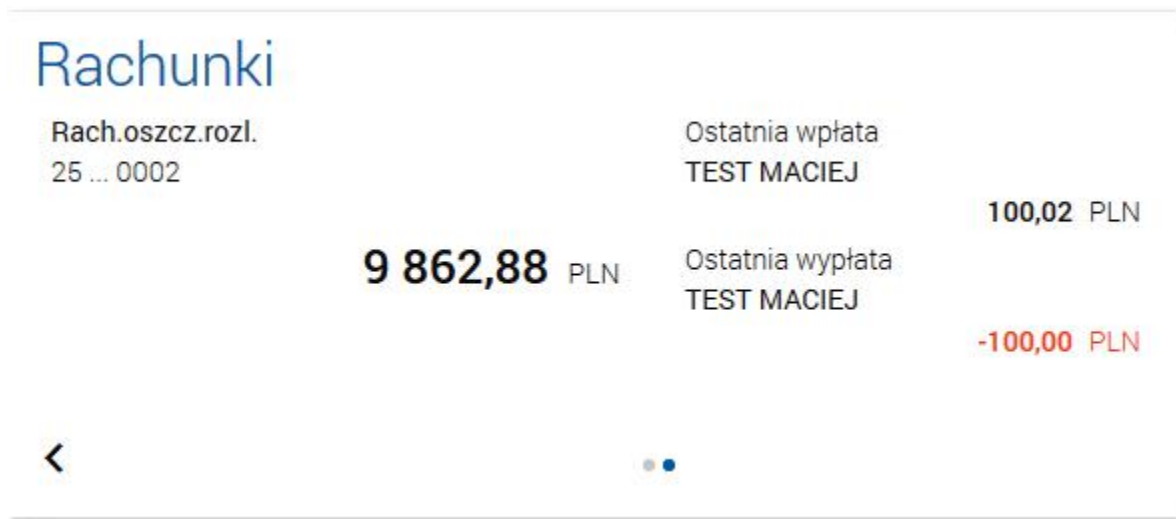 Rachunki
Rach.oszcz.rozl.
25 ... 0002
9 862,88 PLN
Ostatnia wpłata
TEST MACIEJ
100,02 PLN
Ostatnia wypłata
TEST MACIEJ
-100,00 PLN